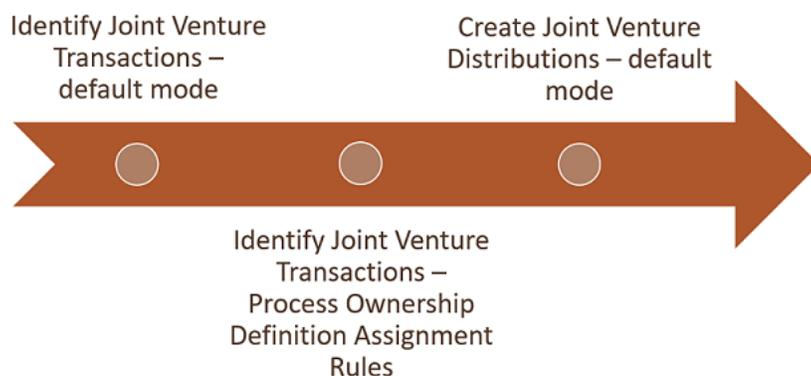 Identify Joint Venture
Transactions –
default mode
Identify Joint Venture
Transactions –
Process Ownership
Definition Assignment
Rules
Create Joint Venture
Distributions – default
mode